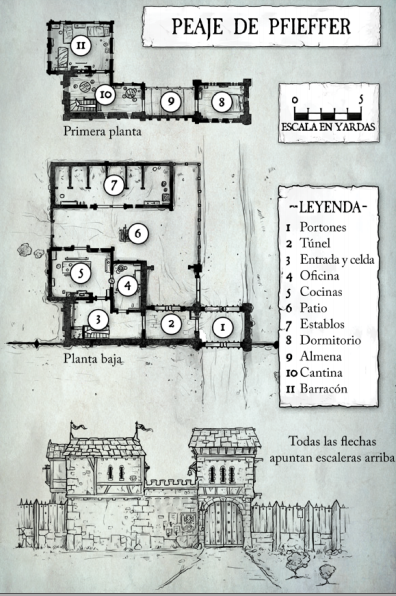 PEAJE DE PFIEFFER
11
10
9
8
Primera planta
0 5
ESCALA EN YARDAS
7
6
5
4
3
2
1
Planta baja
~LEYENDA~
1 Portones
2 Túnel
3 Entrada y celda
4 Oficina
5 Cocinas
6 Patio
7 Establos
8 Dormitorio
9 Almena
10 Cantina
11 Barracón
Todas las flechas
apuntan escaleras arriba